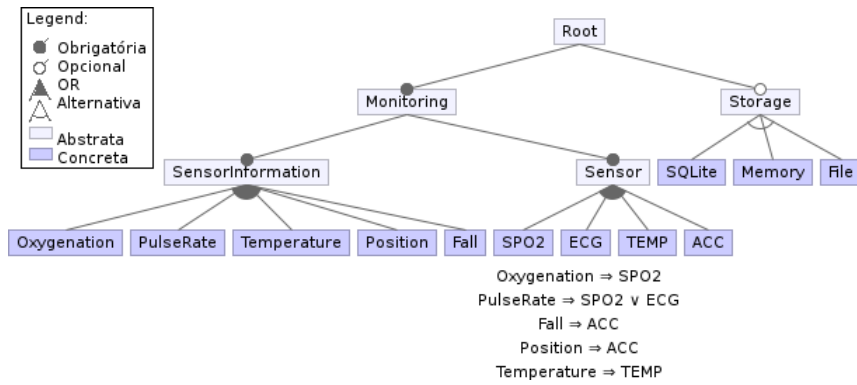 Legend:
Obrigatória
Opcional
OR
Alternativa
Abstrata
Concreta
Root
Monitoring
Storage
SensorInformation
Sensor
SQLite
Memory
File
Oxygenation
PulseRate
Temperature
Position
Fall
SPO2
ECG
TEMP
ACC
Oxygenation ⇒ SPO2
PulseRate ⇒ SPO2 ∨ ECG
Fall ⇒ ACC
Position ⇒ ACC
Temperature ⇒ TEMP